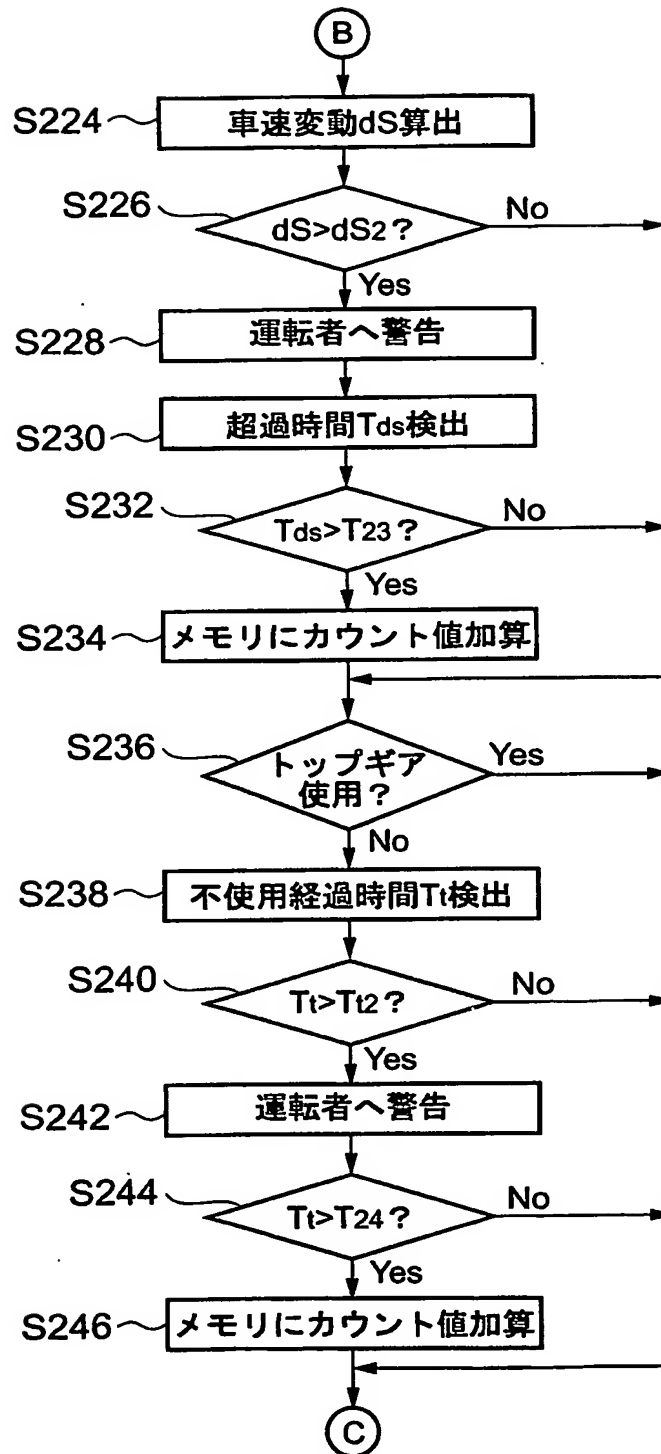 B
S224
車速変動dS算出
S226
dS>dS2?
No
Yes
S228
運転者へ警告
S230
超過時間Tds検出
S232
Tds>T23?
No
Yes
S234
メモリにカウント値加算
S236
トップギア
使用?
Yes
No
S238
不使用経過時間Tt検出
S240
Tt>Tt2?
No
Yes
S242
運転者へ警告
S244
Tt>T24?
No
Yes
S246
メモリにカウント値加算
C